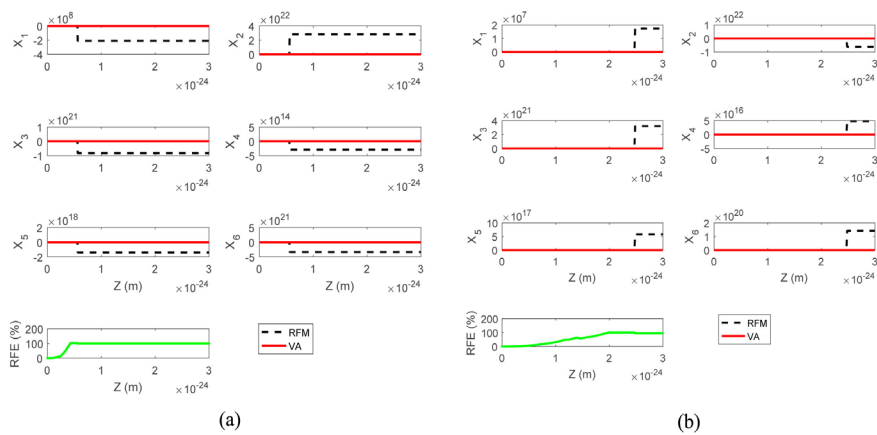 ×10^8
0
-2
-4
X_1
0 1 2 3
×10^-24
×10^22
4
2
0
X_2
0 1 2 3
×10^-24
×10^21
1
0
-1
X_3
0 1 2 3
×10^-24
×10^14
5
0
-5
X_4
0 1 2 3
×10^-24
×10^18
2
0
-2
X_5
0 1 2 3
Z (m)
×10^-24
×10^21
5
0
-5
X_6
0 1 2 3
Z (m)
×10^-24
200
100
0
RFE (%)
0 1 2 3
Z (m)
×10^-24
RFM
VA
(a)
×10^7
2
1
0
X_1
0 1 2 3
×10^-24
×10^22
1
0
-1
X_2
0 1 2 3
×10^-24
×10^21
4
2
0
X_3
0 1 2 3
×10^-24
×10^16
5
0
-5
X_4
0 1 2 3
×10^-24
×10^17
10
5
0
X_5
0 1 2 3
Z (m)
×10^-24
×10^20
2
1
0
X_6
0 1 2 3
Z (m)
×10^-24
200
100
0
RFE (%)
0 1 2 3
Z (m)
×10^-24
RFM
VA
(b)